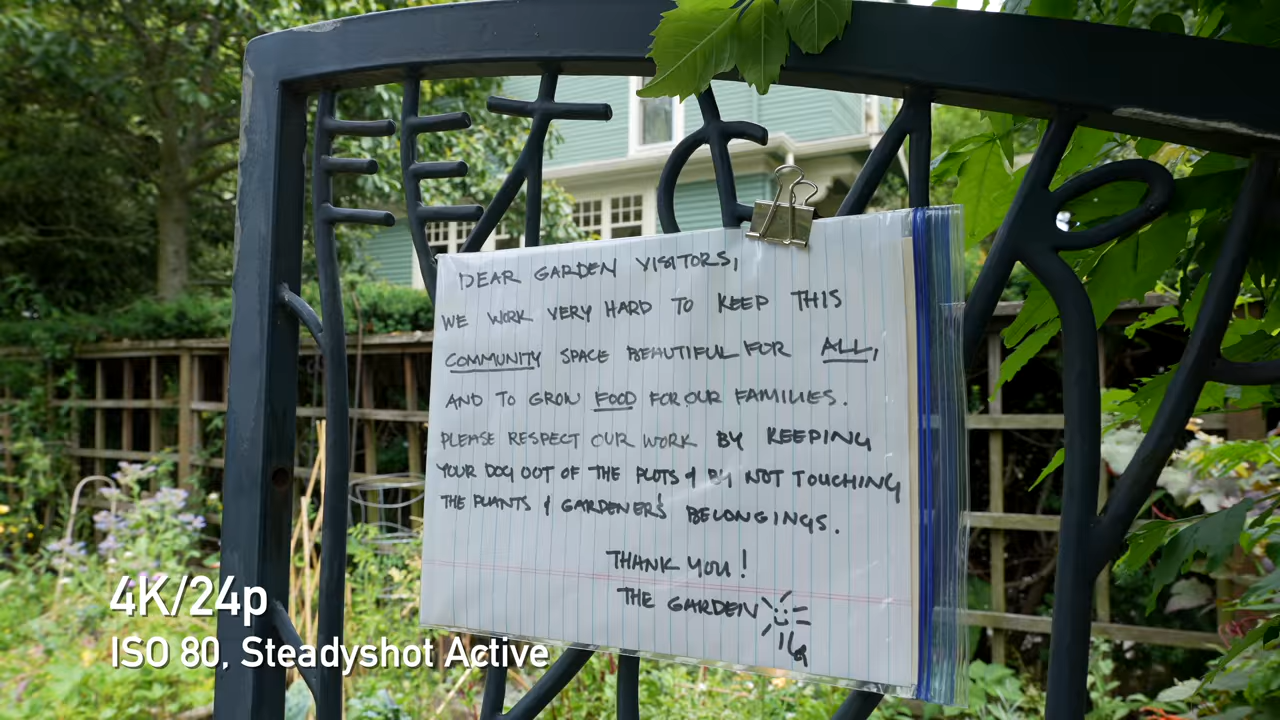 DEAR GARDEN VISITORS,
WE WORK VERY HARD TO KEEP THIS
COMMUNITY SPACE BEAUTIFUL FOR ALL,
AND TO GROW FOOD FOR OUR FAMILIES.
PLEASE RESPECT OUR WORK BY KEEPING
YOUR DOG OUT OF THE PLOTS & BY NOT TOUCHING
THE PLANTS & GARDENER'S BELONGINGS.
THANK YOU!
THE GARDEN
4K/24p
ISO 80, Steadyshot Active